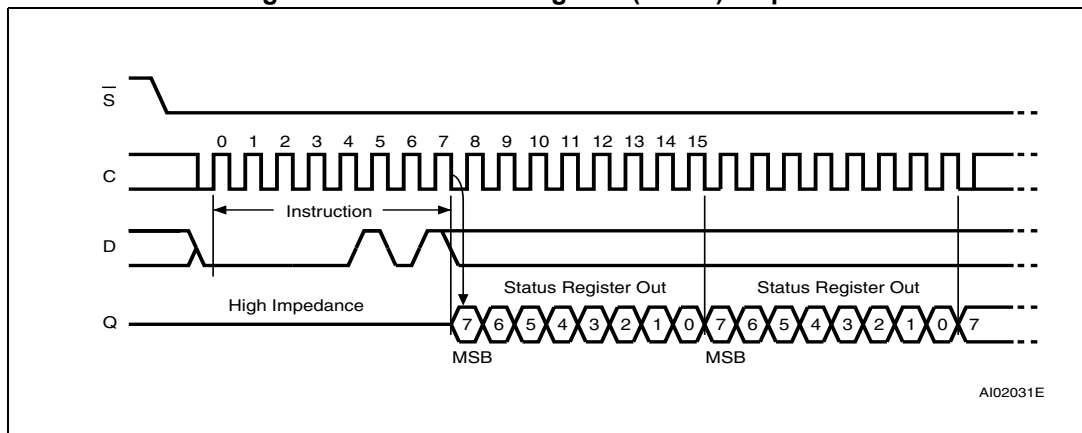 S
0 1 2 3 4 5 6 7 8 9 10 11 12 13 14 15
C
Instruction
D
High Impedance
Status Register Out Status Register Out
Q
7 6 5 4 3 2 1 0 7 6 5 4 3 2 1 0 7
MSB MSB
AI02031E